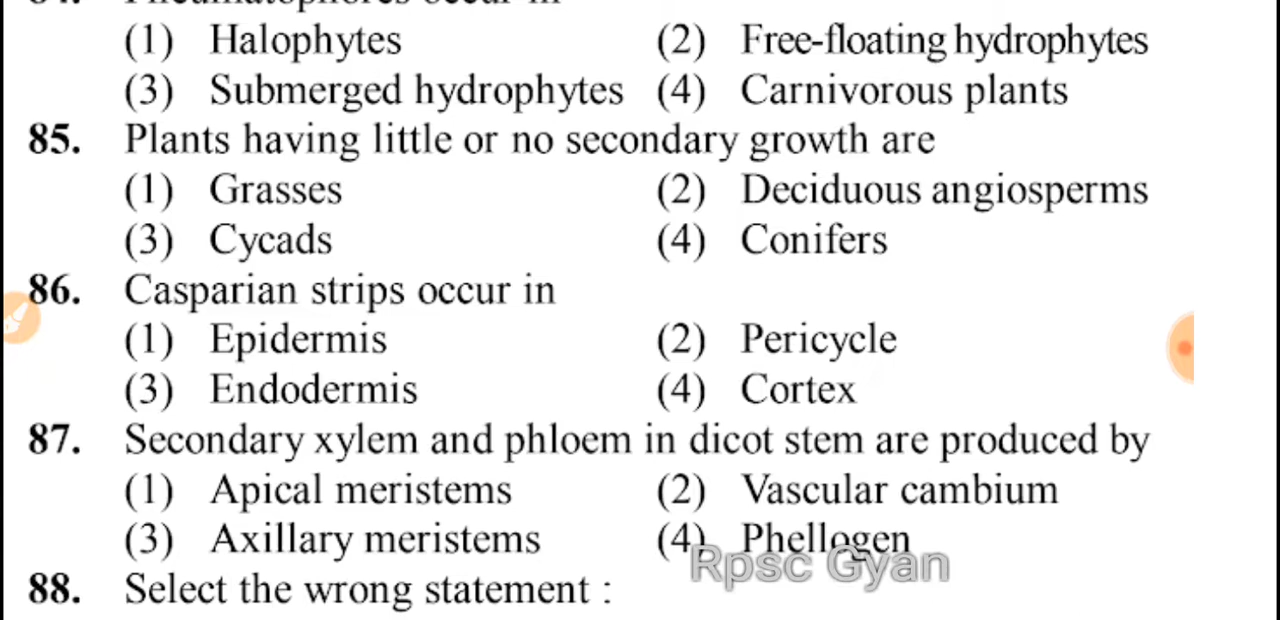 (1) Halophytes (2) Free-floating hydrophytes
(3) Submerged hydrophytes (4) Carnivorous plants
85. Plants having little or no secondary growth are
(1) Grasses (2) Deciduous angiosperms
(3) Cycads (4) Conifers
86. Casparian strips occur in
(1) Epidermis (2) Pericycle
(3) Endodermis (4) Cortex
87. Secondary xylem and phloem in dicot stem are produced by
(1) Apical meristems (2) Vascular cambium
(3) Axillary meristems (4) Phellogen
Rpsc Gyan
88. Select the wrong statement :